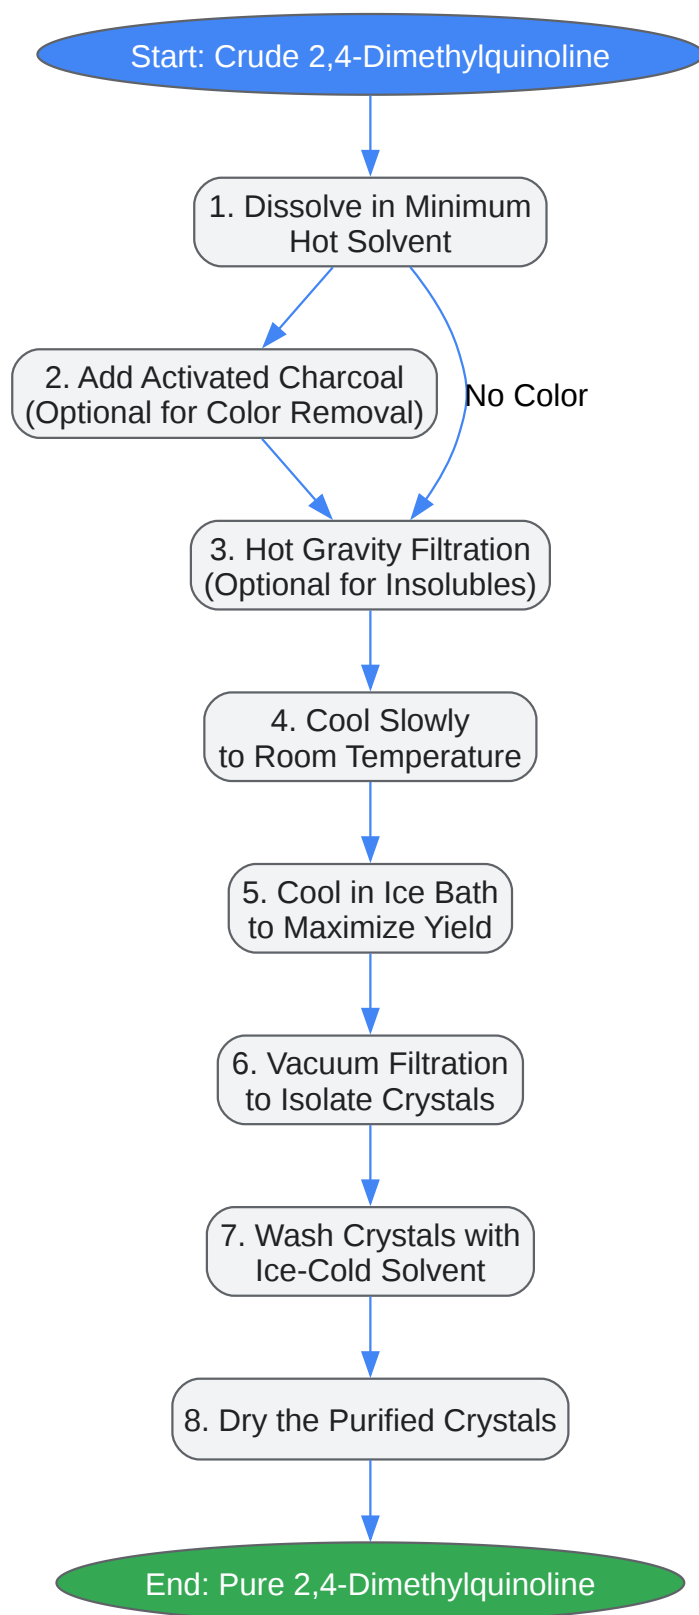 Start: Crude 2,4-Dimethylquinoline
1. Dissolve in Minimum
Hot Solvent
2. Add Activated Charcoal
(Optional for Color Removal)
No Color
3. Hot Gravity Filtration
(Optional for Insolubles)
4. Cool Slowly
to Room Temperature
5. Cool in Ice Bath
to Maximize Yield
6. Vacuum Filtration
to Isolate Crystals
7. Wash Crystals with
Ice-Cold Solvent
8. Dry the Purified Crystals
End: Pure 2,4-Dimethylquinoline